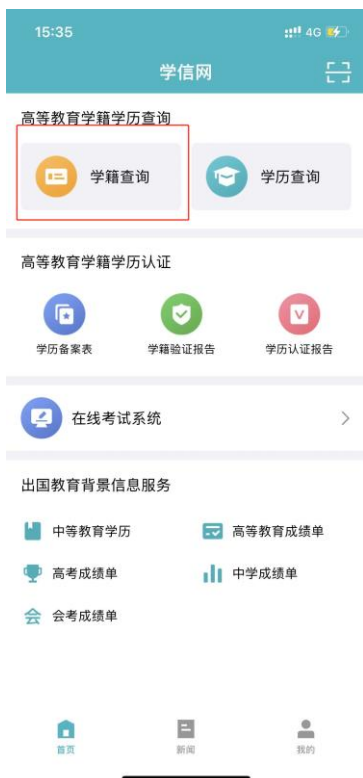 15:35 4G
学信网
高等教育学籍学历查询
学籍查询 学历查询
高等教育学籍学历认证
学历备案表 学籍验证报告 学历认证报告
在线考试系统
出国教育背景信息服务
中等教育学历 高等教育成绩单
高考成绩单 中学成绩单
会 会考成绩单
首页 新闻 我的